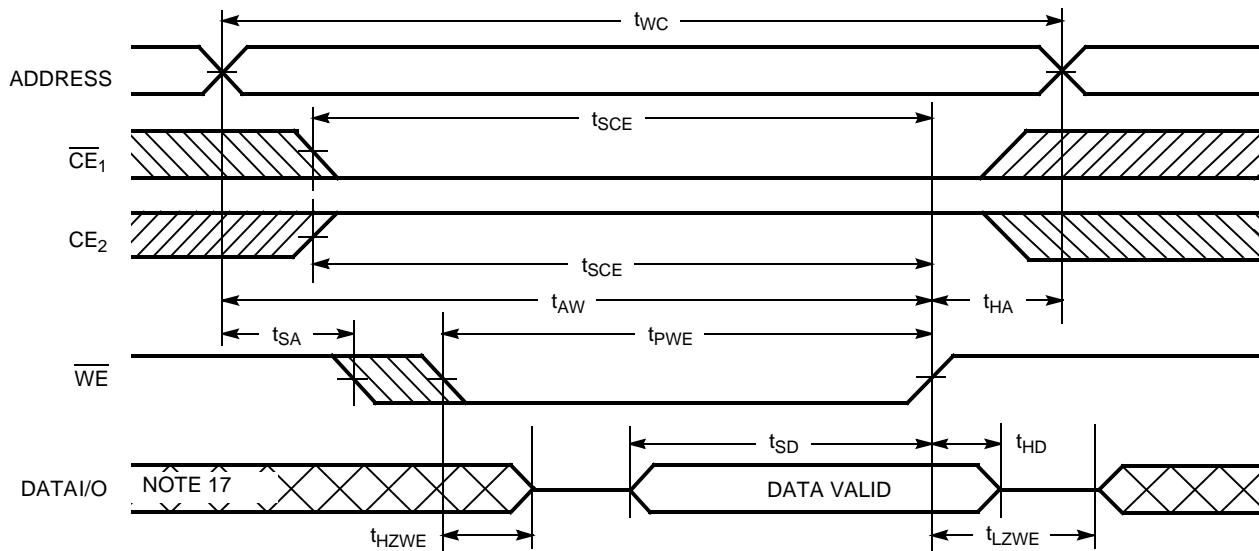 tWC
ADDRESS
tSCE
CE1
CE2
tSCE
tAW
tHA
tSA
tPWE
WE
tSD
tHD
DATAI/O
NOTE 17
DATA VALID
tHZWE
tLZWE